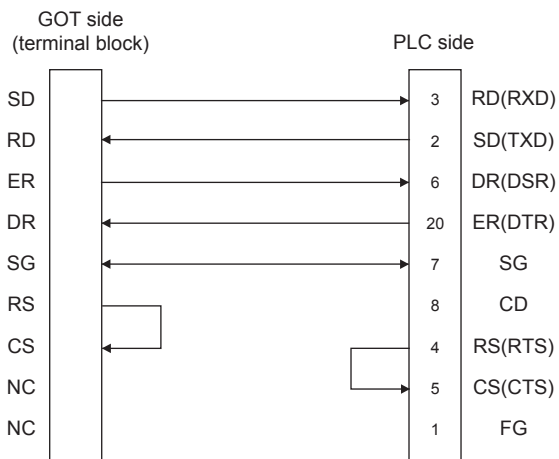 GOT side
(terminal block)
PLC side
SD 3 RD(RXD)
RD 2 SD(TXD)
ER 6 DR(DSR)
DR 20 ER(DTR)
SG 7 SG
RS 8 CD
CS 4 RS(RTS)
NC 5 CS(CTS)
NC 1 FG